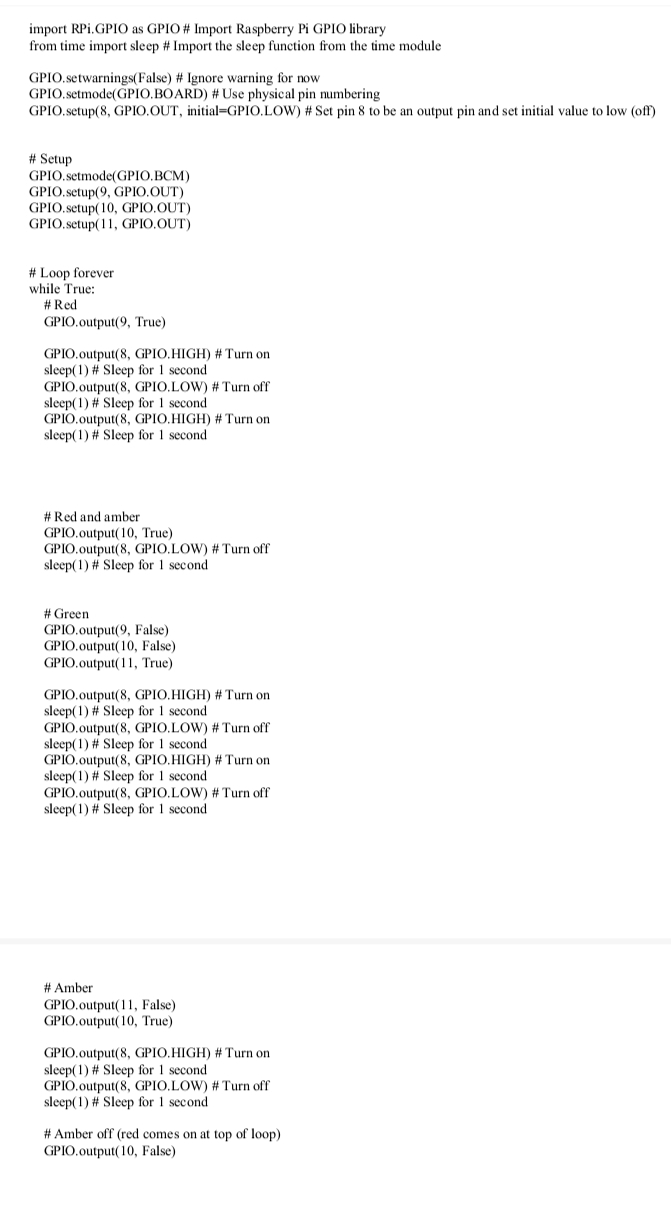 import RPi.GPIO as GPIO # Import Raspberry Pi GPIO library
from time import sleep # Import the sleep function from the time module
GPIO.setwarnings(False) # Ignore warning for now
GPIO.setmode(GPIO.BOARD) # Use physical pin numbering
GPIO.setup(8, GPIO.OUT, initial=GPIO.LOW) # Set pin 8 to be an output pin and set initial value to low (off)
# Setup
GPIO.setmode(GPIO.BCM)
GPIO.setup(9, GPIO.OUT)
GPIO.setup(10, GPIO.OUT)
GPIO.setup(11, GPIO.OUT)
# Loop forever
while True:
# Red
GPIO.output(9, True)
GPIO.output(8, GPIO.HIGH) # Turn on
sleep(1) # Sleep for 1 second
GPIO.output(8, GPIO.LOW) # Turn off
sleep(1) # Sleep for 1 second
GPIO.output(8, GPIO.HIGH) # Turn on
sleep(1) # Sleep for 1 second
# Red and amber
GPIO.output(10, True)
GPIO.output(8, GPIO.LOW) # Turn off
sleep(1) # Sleep for 1 second
# Green
GPIO.output(9, False)
GPIO.output(10, False)
GPIO.output(11, True)
GPIO.output(8, GPIO.HIGH) # Turn on
sleep(1) # Sleep for 1 second
GPIO.output(8, GPIO.LOW) # Turn off
sleep(1) # Sleep for 1 second
GPIO.output(8, GPIO.HIGH) # Turn on
sleep(1) # Sleep for 1 second
GPIO.output(8, GPIO.LOW) # Turn off
sleep(1) # Sleep for 1 second
# Amber
GPIO.output(11, False)
GPIO.output(10, True)
GPIO.output(8, GPIO.HIGH) # Turn on
sleep(1) # Sleep for 1 second
GPIO.output(8, GPIO.LOW) # Turn off
sleep(1) # Sleep for 1 second
# Amber off (red comes on at top of loop)
GPIO.output(10, False)